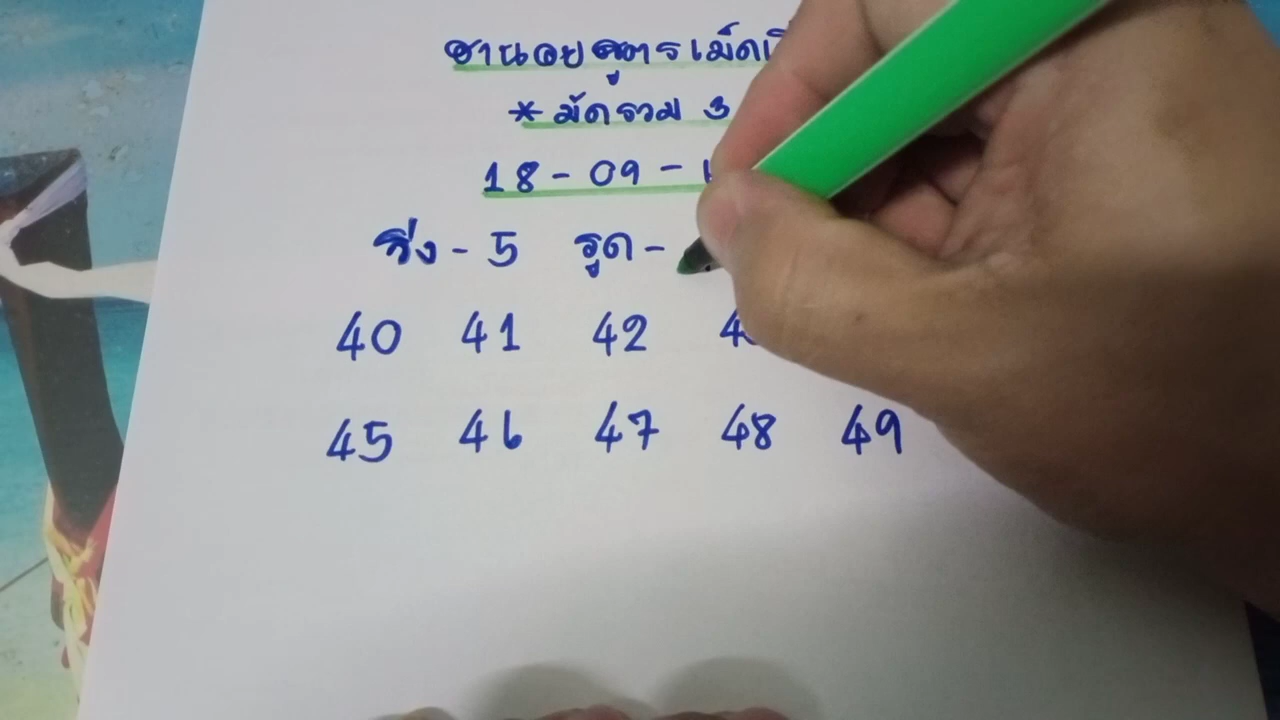 ฮานอยสูตรเม็ดเ
* มัดรวม 3
18 - 09 -
วิ่ง - 5 รูด -
40 41 42
45 46 47 48 49